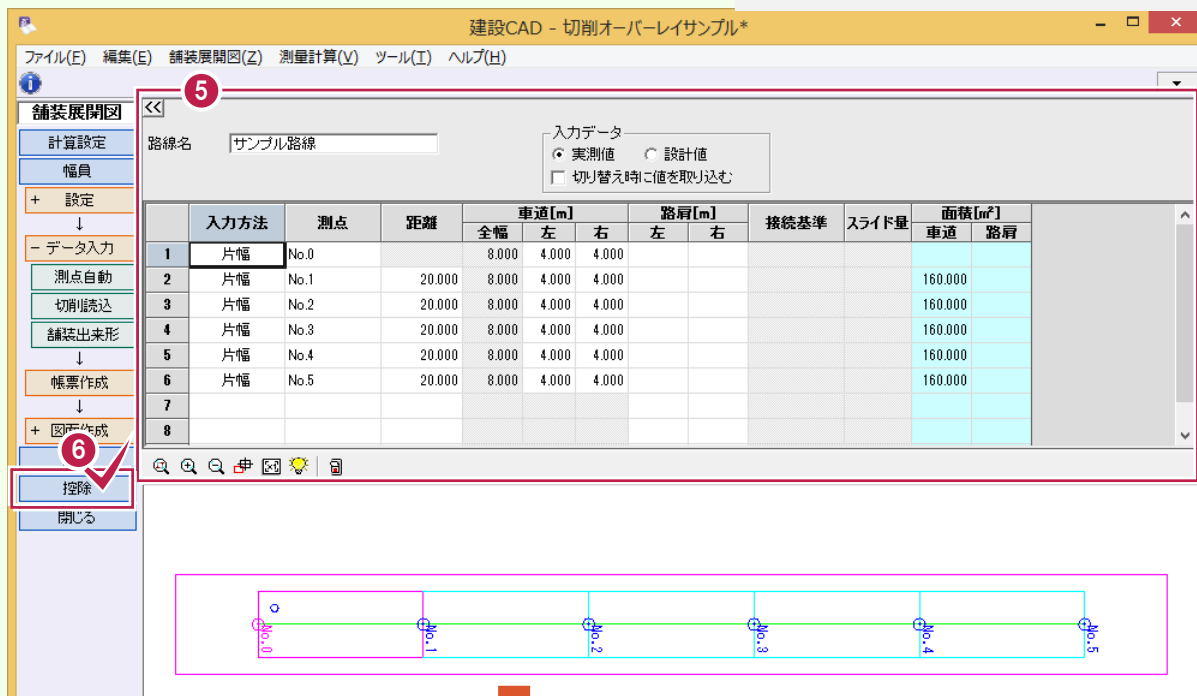 建設CAD - 切削オーバーレイサンプル*
ファイル(F) 編集(E) 舗装展開図(Z) 測量計算(V) ツール(T) ヘルプ(H)
舗装展開図
計算設定
幅員
+ 設定
↓
- データ入力
測点自動
切削読込
舗装出来形
↓
帳票作成
↓
+ 図面作成
6
控除
閉じる
5
<<
路線名 サンプル路線
入力データ
実測値 設計値
切り替え時に値を取り込む
入力方法 測点 距離 車道[m] 路肩[m] 接続基準 スライド量 面積[㎡]
全幅 左 右 左 右 車道 路肩
1 片幅 No.0 8.000 4.000 4.000
2 片幅 No.1 20.000 8.000 4.000 4.000 160.000
3 片幅 No.2 20.000 8.000 4.000 4.000 160.000
4 片幅 No.3 20.000 8.000 4.000 4.000 160.000
5 片幅 No.4 20.000 8.000 4.000 4.000 160.000
6 片幅 No.5 20.000 8.000 4.000 4.000 160.000
7
8
No.0 No.1 No.2 No.3 No.4 No.5